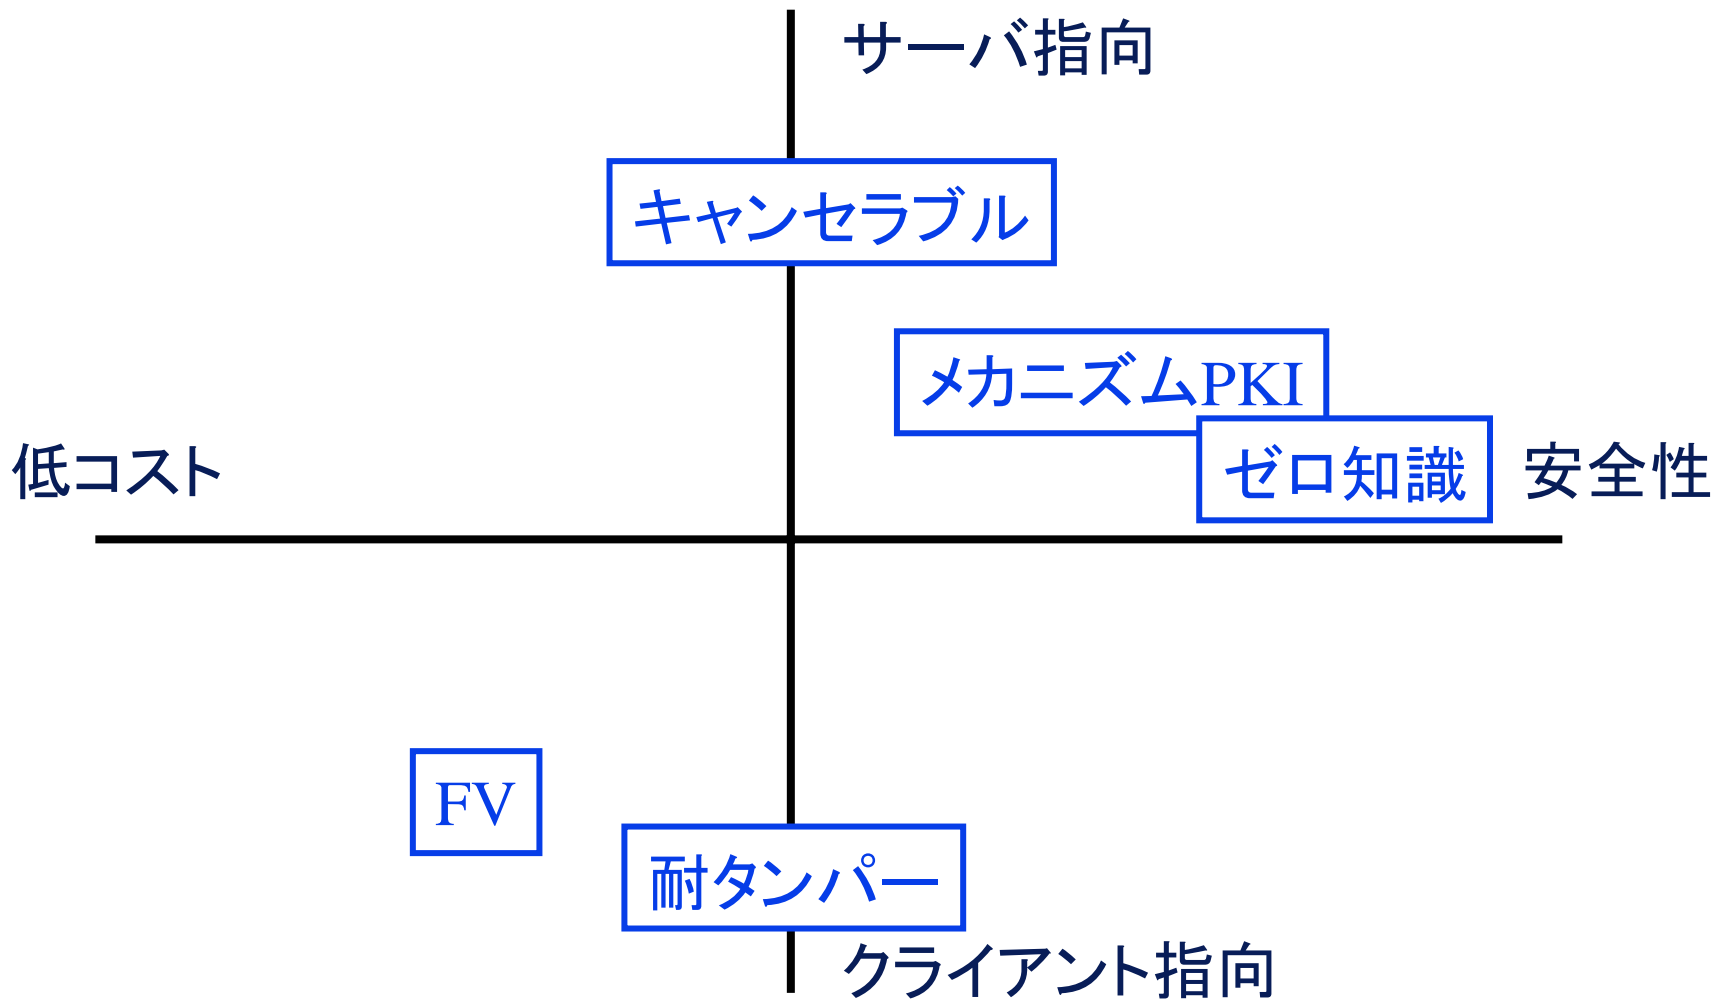 サーバ指向
キャンセラブル
メカニズムPKI
低コスト
ゼロ知識
安全性
FV
耐タンパー
クライアント指向